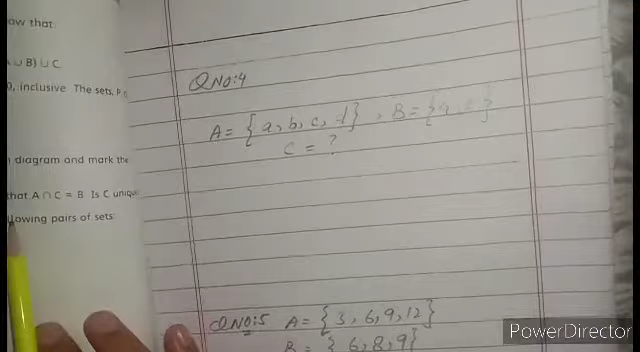 ow that
∪ B) ∪ C
0, inclusive The sets, P
QNO:4
A = { a, b, c, d } , B = {
C = ?
diagram and mark the
that A ∩ C = B Is C uniqu
llowing pairs of sets:
QNO:5 A = { 3, 6, 9, 12 }
B = { 6, 8, 9 }
PowerDirector